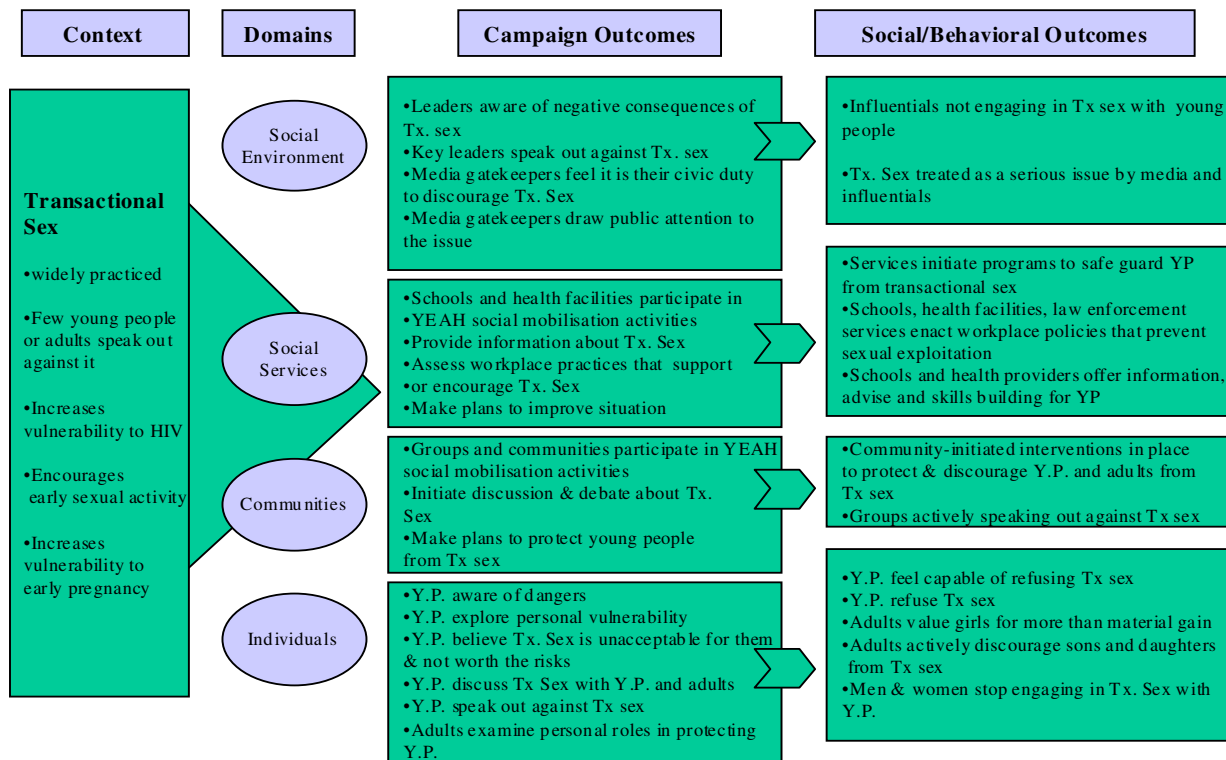 Context
Domains
Campaign Outcomes
Social/Behavioral Outcomes
Transactional
Sex
•widely practiced
•Few young people
or adults speak out
against it
•Increases
vulnerability to HIV
•Encourages
early sexual activity
•Increases
vulnerability to
early pregnancy
Social
Environment
•Leaders aware of negative consequences of
Tx. sex
•Key leaders speak out against Tx. sex
•Media gatekeepers feel it is their civic duty
to discourage Tx. Sex
•Media gatekeepers draw public attention to
the issue
•Influentials not engaging in Tx sex with young
people
•Tx. Sex treated as a serious issue by media and
influentials
Social
Services
•Schools and health facilities participate in
•YEAH social mobilisation activities
•Provide information about Tx. Sex
•Assess workplace practices that support
•or encourage Tx. Sex
•Make plans to improve situation
•Services initiate programs to safe guard YP
from transactional sex
•Schools, health facilities, law enforcement
services enact workplace policies that prevent
sexual exploitation
•Schools and health providers offer information,
advise and skills building for YP
Communities
•Groups and communities participate in YEAH
social mobilisation activities
•Initiate discussion & debate about Tx.
Sex
•Make plans to protect young people
from Tx sex
•Community-initiated interventions in place
to protect & discourage Y.P. and adults from
Tx sex
•Groups actively speaking out against Tx sex
Individuals
•Y.P. aware of dangers
•Y.P. explore personal vulnerability
•Y.P. believe Tx. Sex is unacceptable for them
& not worth the risks
•Y.P. discuss Tx Sex with Y.P. and adults
•Y.P. speak out against Tx sex
•Adults examine personal roles in protecting
Y.P.
•Y.P. feel capable of refusing Tx sex
•Y.P. refuse Tx sex
•Adults value girls for more than material gain
•Adults actively discourage sons and daughters
from Tx sex
•Men & women stop engaging in Tx. Sex with
Y.P.